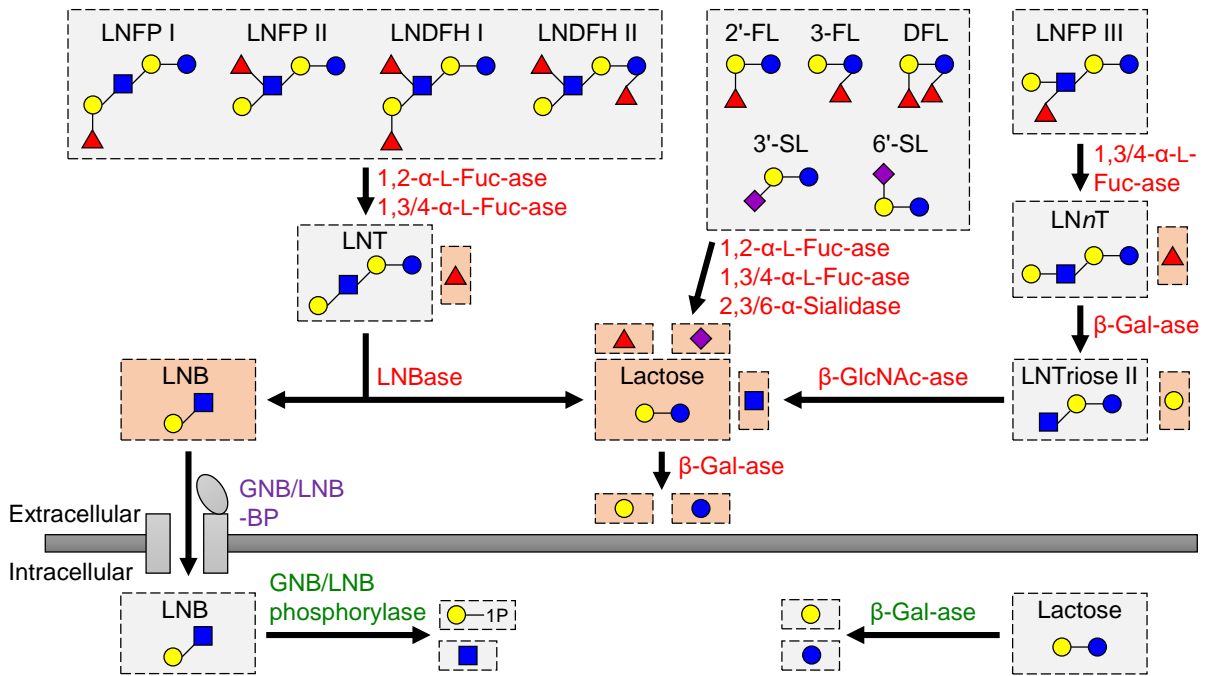 LNFP I
LNFP II
LNDFH I
LNDFH II
2'-FL
3-FL
DFL
3'-SL
6'-SL
LNFP III
1,2-α-L-Fuc-ase
1,3/4-α-L-Fuc-ase
1,3/4-α-L-
Fuc-ase
LNT
1,2-α-L-Fuc-ase
1,3/4-α-L-Fuc-ase
2,3/6-α-Sialidase
LNnT
β-Gal-ase
LNB
LNBase
Lactose
β-GlcNAc-ase
LNTriose II
β-Gal-ase
GNB/LNB
-BP
Extracellular
Intracellular
LNB
GNB/LNB
phosphorylase
1P
β-Gal-ase
Lactose